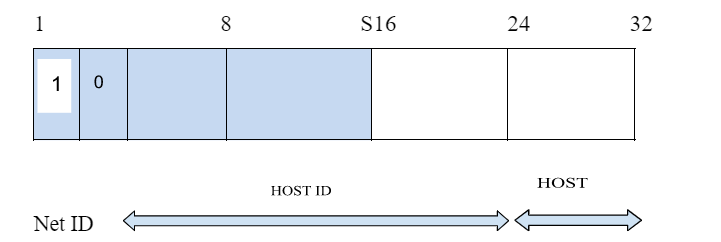 1 8 S16 24 32
1 0
HOST ID HOST
Net ID